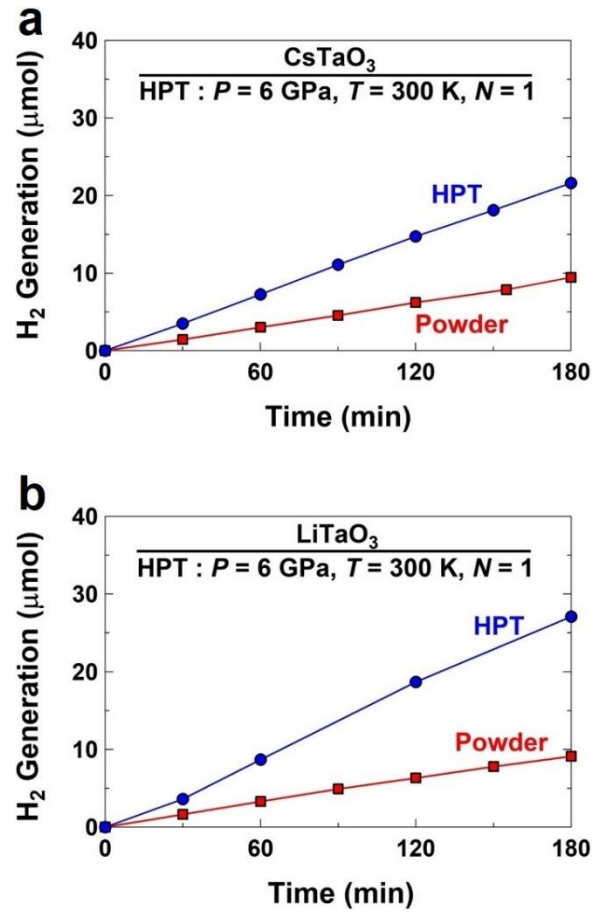 a
CsTaO₃
HPT : P = 6 GPa, T = 300 K, N = 1
H₂ Generation (μmol)
40
30
20
10
0
HPT
Powder
0 60 120 180
Time (min)
b
LiTaO₃
HPT : P = 6 GPa, T = 300 K, N = 1
H₂ Generation (μmol)
40
30
20
10
0
HPT
Powder
0 60 120 180
Time (min)